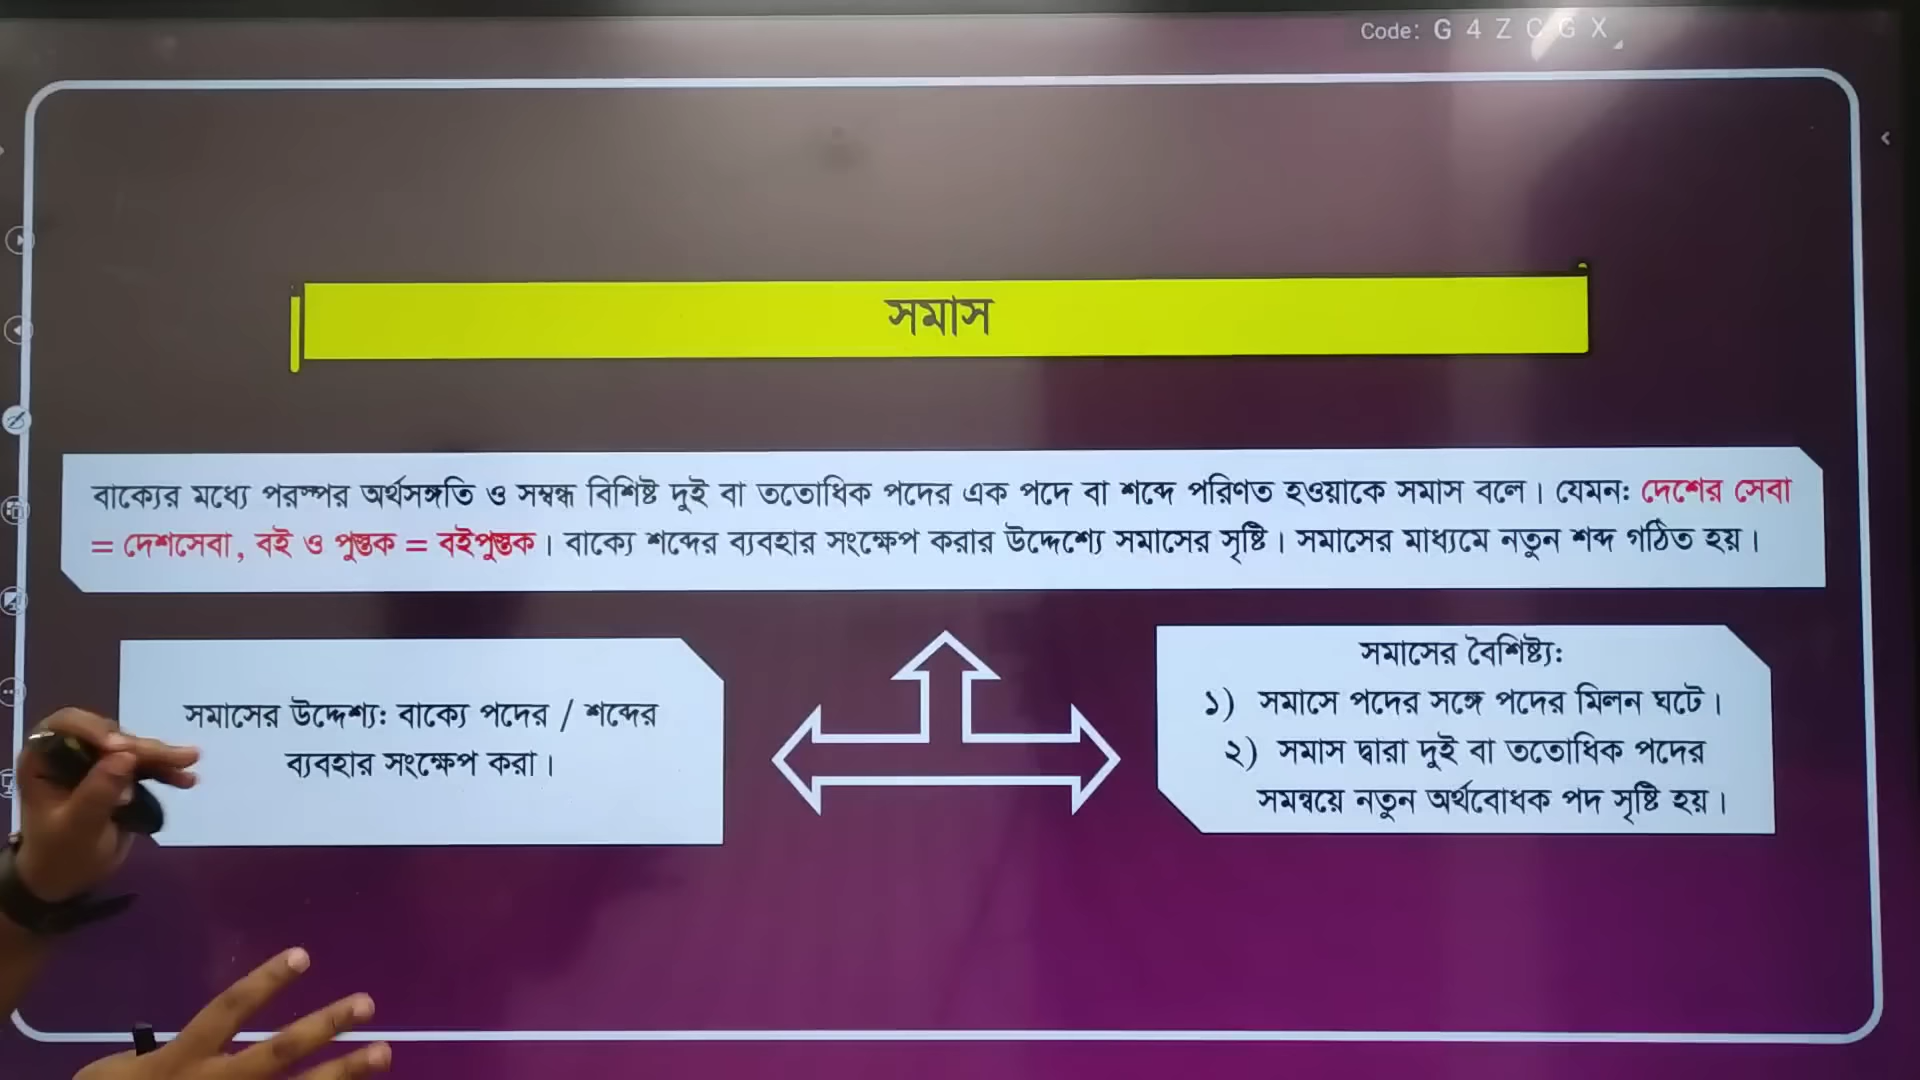 Code: G 4 Z C G X
সমাস
বাক্যের মধ্যে পরস্পর অর্থসঙ্গতি ও সম্বন্ধ বিশিষ্ট দুই বা ততোধিক পদের এক পদে বা শব্দে পরিণত হওয়াকে সমাস বলে। যেমন: দেশের সেবা
= দেশসেবা, বই ও পুস্তক = বইপুস্তক। বাক্যে শব্দের ব্যবহার সংক্ষেপ করার উদ্দেশ্যে সমাসের সৃষ্টি। সমাসের মাধ্যমে নতুন শব্দ গঠিত হয়।
সমাসের উদ্দেশ্য: বাক্যে পদের / শব্দের
ব্যবহার সংক্ষেপ করা।
সমাসের বৈশিষ্ট্য:
১) সমাসে পদের সঙ্গে পদের মিলন ঘটে।
২) সমাস দ্বারা দুই বা ততোধিক পদের
সমন্বয়ে নতুন অর্থবোধক পদ সৃষ্টি হয়।